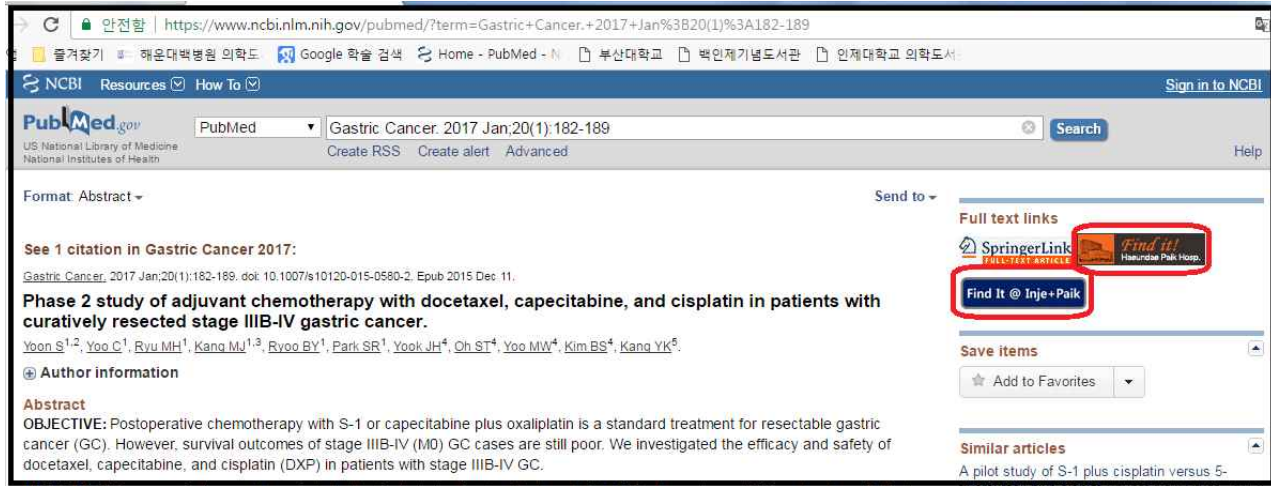 안전함 https://www.ncbi.nlm.nih.gov/pubmed/?term=Gastric+Cancer.+2017+Jan%3B20(1)%3A182-189
즐겨찾기 해운대백병원 의학도 Google 학술 검색 Home - PubMed - N 부산대학교 백인제기념도서관 인제대학교 의학도서
NCBI Resources How To Sign in to NCBI
PubMed.gov PubMed Gastric Cancer. 2017 Jan;20(1):182-189 Search
US National Library of Medicine
National Institutes of Health
Create RSS Create alert Advanced Help
Format: Abstract Send to
Full text links
SpringerLink
FULL-TEXT ARTICLE
Find it!
Haeundae Paik Hosp.
Find It @ Inje+Paik
See 1 citation in Gastric Cancer 2017:
Gastric Cancer. 2017 Jan;20(1):182-189. doi: 10.1007/s10120-015-0580-2. Epub 2015 Dec 11.
Phase 2 study of adjuvant chemotherapy with docetaxel, capecitabine, and cisplatin in patients with
curatively resected stage IIIB-IV gastric cancer.
Yoon S1,2, Yoo C1, Ryu MH1, Kang MJ1,3, Ryoo BY1, Park SR1, Yook JH4, Oh ST4, Yoo MW4, Kim BS4, Kang YK5.
Author information
Abstract
OBJECTIVE: Postoperative chemotherapy with S-1 or capecitabine plus oxaliplatin is a standard treatment for resectable gastric
cancer (GC). However, survival outcomes of stage IIIB-IV (M0) GC cases are still poor. We investigated the efficacy and safety of
docetaxel, capecitabine, and cisplatin (DXP) in patients with stage IIIB-IV GC.
Save items
Add to Favorites
Similar articles
A pilot study of S-1 plus cisplatin versus 5-